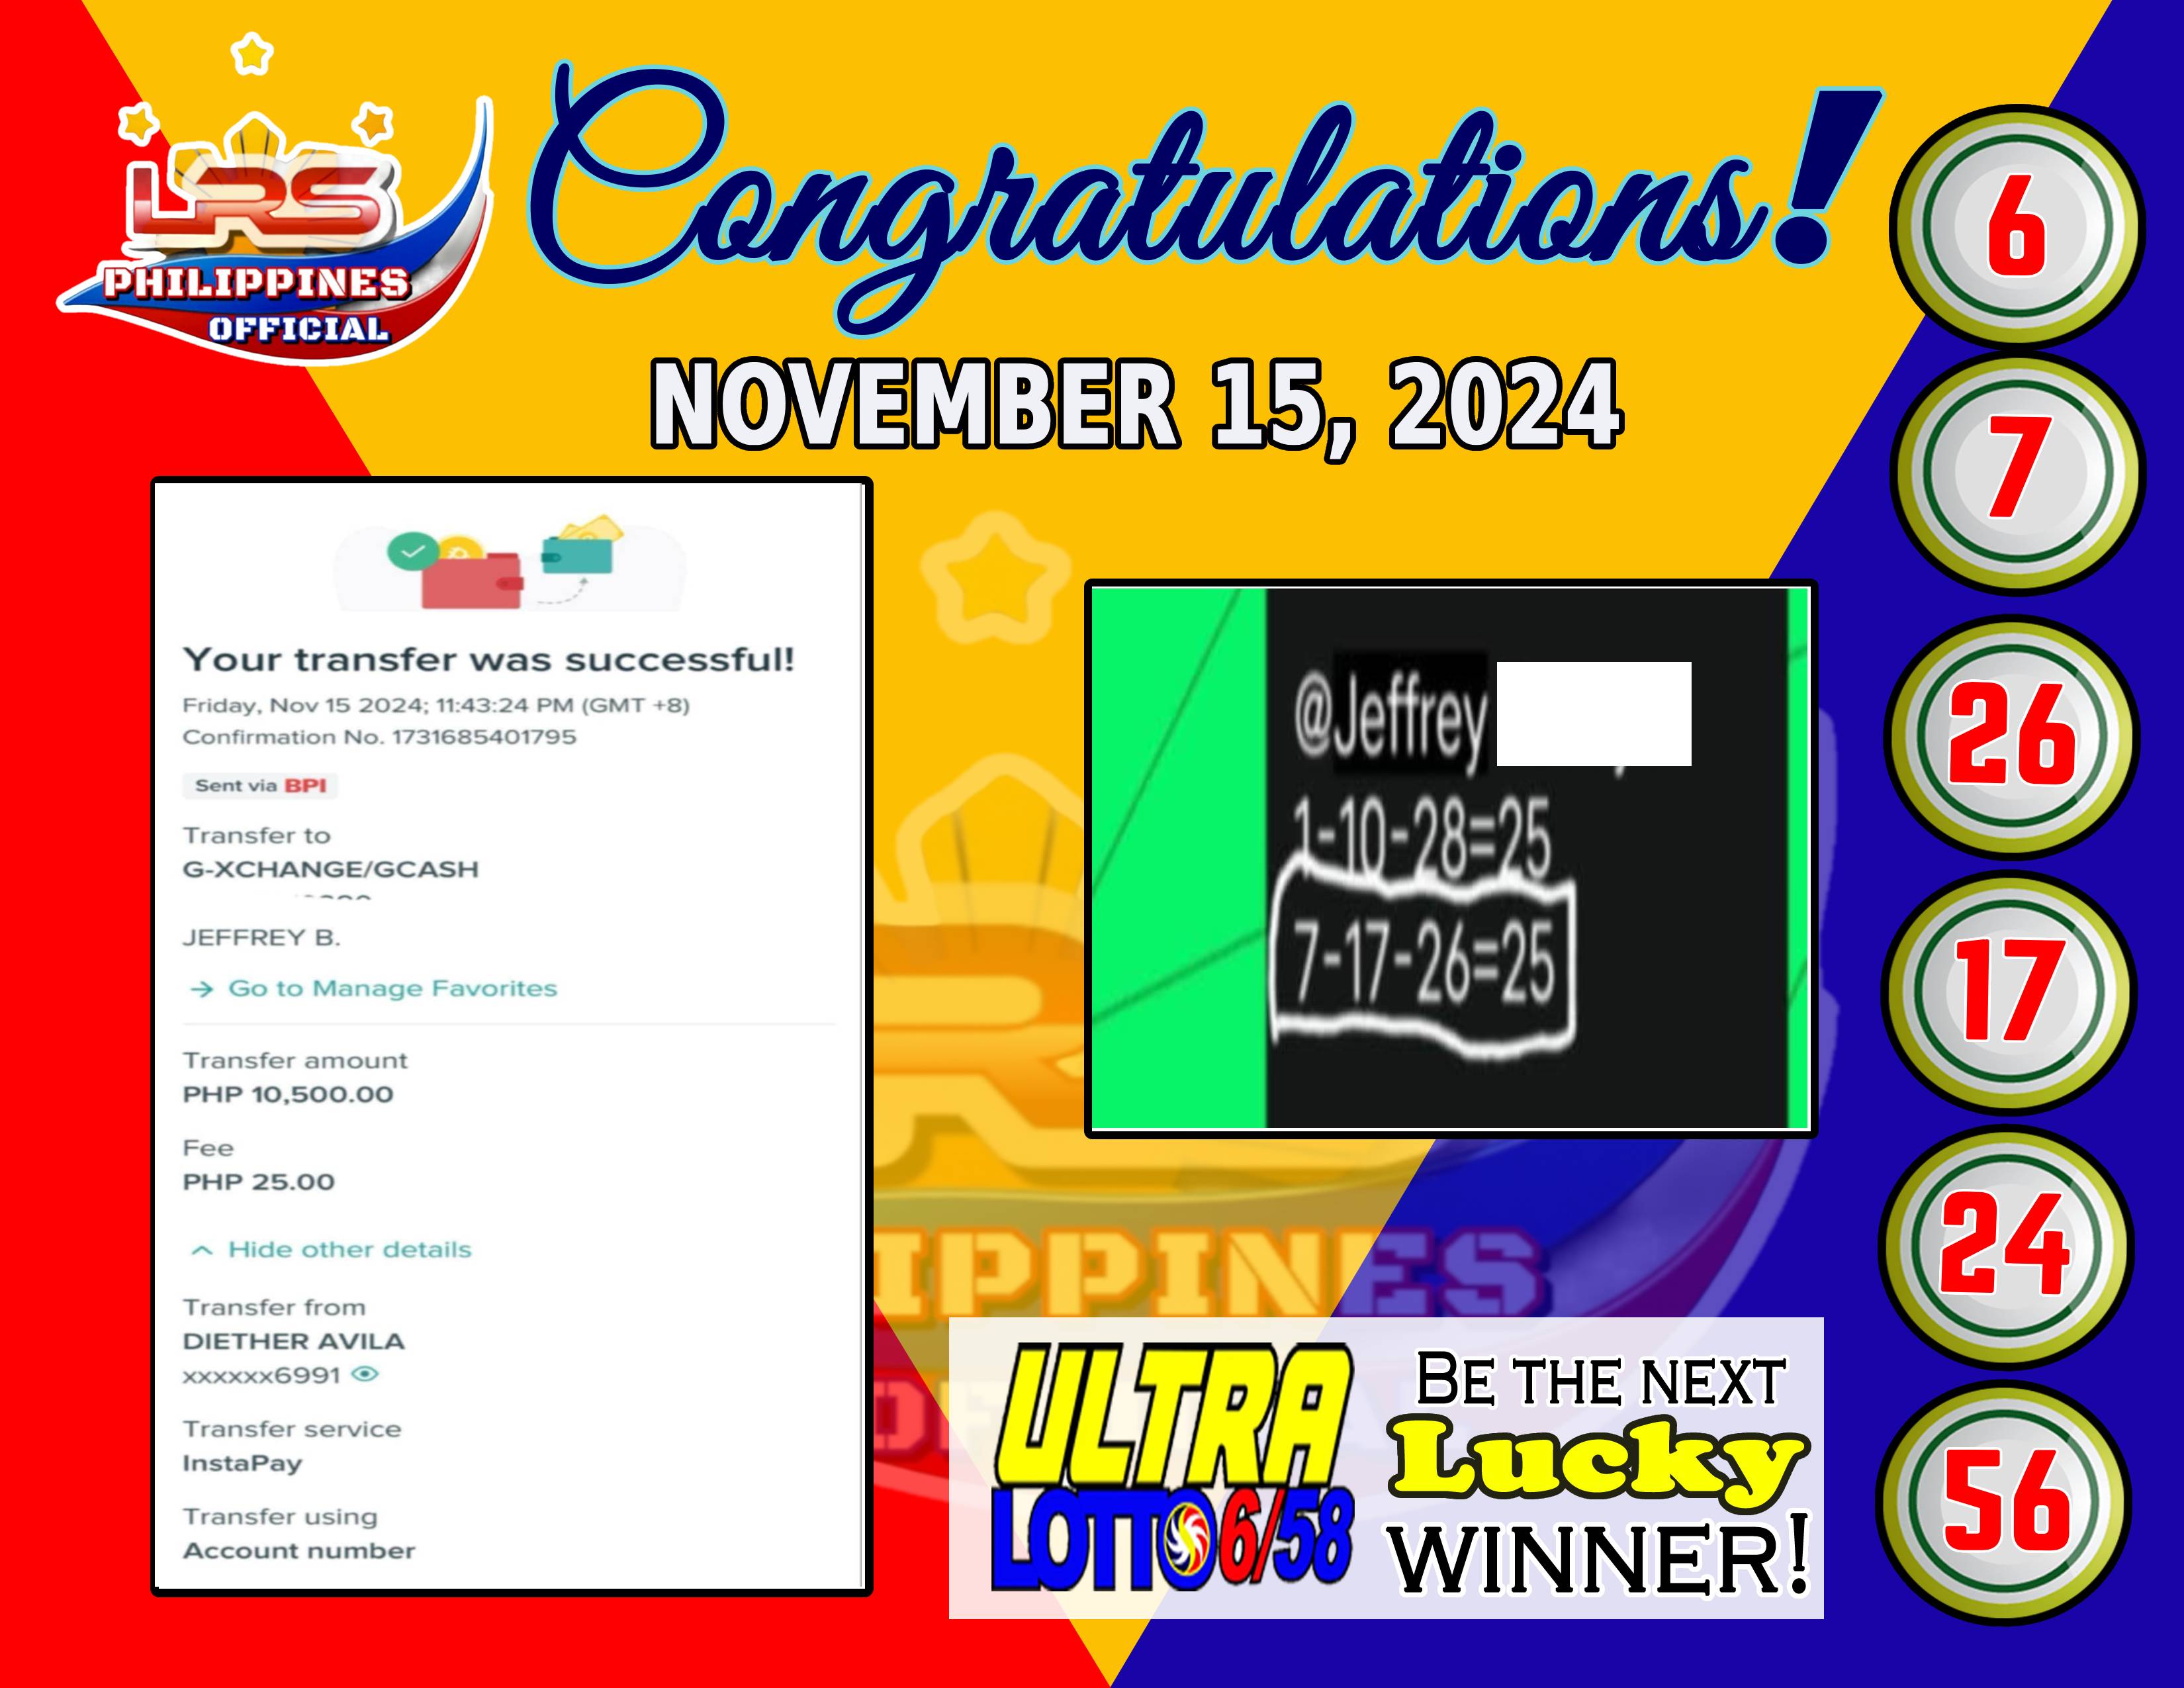 LRS
PHILIPPINES
OFFICIAL
Congratulations!
NOVEMBER 15, 2024
Your transfer was successful!
Friday, Nov 15 2024; 11:43:24 PM (GMT +8)
Confirmation No. 1731685401795
Sent via BPI
Transfer to
G-XCHANGE/GCASH
JEFFREY B.
→ Go to Manage Favorites
Transfer amount
PHP 10,500.00
Fee
PHP 25.00
Hide other details
Transfer from
DIETHER AVILA
xxxxxx6991
Transfer service
InstaPay
Transfer using
Account number
@Jeffrey
1-10-28=25
7-17-26=25
IPPINES
ULTRA
LOTTO 6/58
BE THE NEXT
Lucky
WINNER!
6
7
26
17
24
56